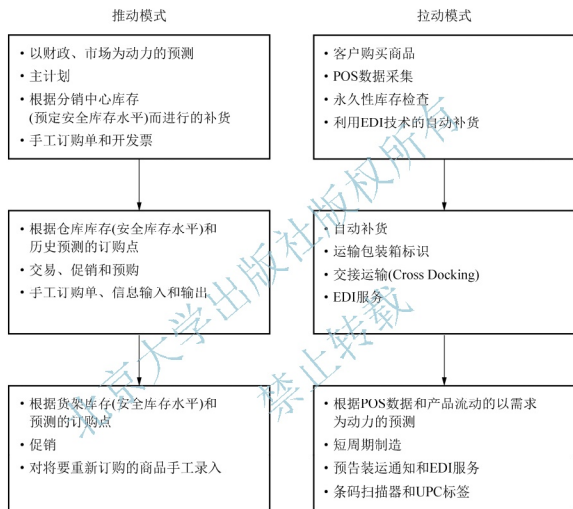 推动模式
• 以财政、市场为动力的预测
• 主计划
• 根据分销中心库存
(预定安全库存水平)而进行的补货
• 手工订购单和开发票
• 根据仓库库存(安全库存水平)和
历史预测的订购点
• 交易、促销和预购
• 手工订购单、信息输入和输出
• 根据货架库存(安全库存水平)和
预测的订购点
• 促销
• 对将要重新订购的商品手工录入
拉动模式
• 客户购买商品
• POS数据采集
• 永久性库存检查
• 利用EDI技术的自动补货
• 自动补货
• 运输包装箱标识
• 交接运输(Cross Docking)
• EDI服务
• 根据POS数据和产品流动的以需求
为动力的预测
• 短周期制造
• 预告装运通知和EDI服务
• 条码扫描器和UPC标签
北京大学出版社版权所有
禁止转载